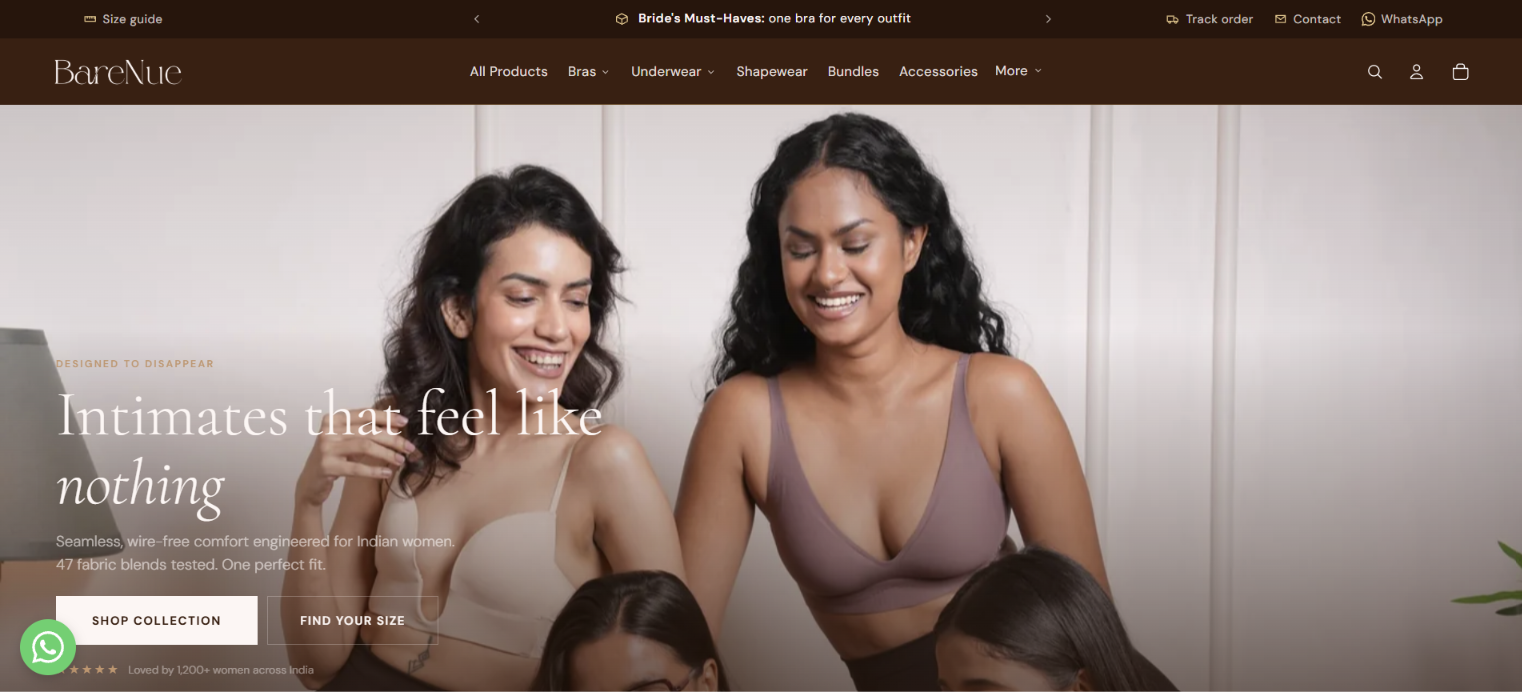 Size guide
Bride's Must-Haves: one bra for every outfit
Track order
Contact
WhatsApp
BareNue
All Products
Bras
Underwear
Shapewear
Bundles
Accessories
More
DESIGNED TO DISAPPEAR
Intimates that feel like
nothing
Seamless, wire-free comfort engineered for Indian women.
47 fabric blends tested. One perfect fit.
SHOP COLLECTION
FIND YOUR SIZE
Loved by 1,200+ women across India